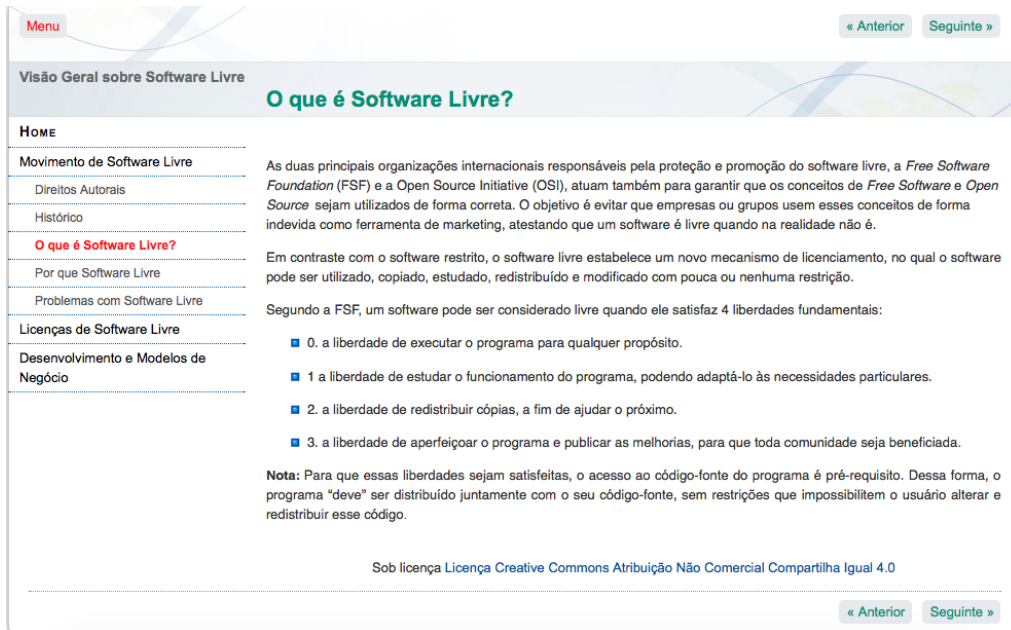 Menu
« Anterior
Seguinte »
Visão Geral sobre Software Livre
O que é Software Livre?
HOME
Movimento de Software Livre
Direitos Autorais
Histórico
O que é Software Livre?
Por que Software Livre
Problemas com Software Livre
Licenças de Software Livre
Desenvolvimento e Modelos de
Negócio
As duas principais organizações internacionais responsáveis pela proteção e promoção do software livre, a Free Software
Foundation (FSF) e a Open Source Initiative (OSI), atuam também para garantir que os conceitos de Free Software e Open
Source sejam utilizados de forma correta. O objetivo é evitar que empresas ou grupos usem esses conceitos de forma
indevida como ferramenta de marketing, atestando que um software é livre quando na realidade não é.
Em contraste com o software restrito, o software livre estabelece um novo mecanismo de licenciamento, no qual o software
pode ser utilizado, copiado, estudado, redistribuído e modificado com pouca ou nenhuma restrição.
Segundo a FSF, um software pode ser considerado livre quando ele satisfaz 4 liberdades fundamentais:
0. a liberdade de executar o programa para qualquer propósito.
1 a liberdade de estudar o funcionamento do programa, podendo adaptá-lo às necessidades particulares.
2. a liberdade de redistribuir cópias, a fim de ajudar o próximo.
3. a liberdade de aperfeiçoar o programa e publicar as melhorias, para que toda comunidade seja beneficiada.
Nota: Para que essas liberdades sejam satisfeitas, o acesso ao código-fonte do programa é pré-requisito. Dessa forma, o
programa “deve” ser distribuído juntamente com o seu código-fonte, sem restrições que impossibilitem o usuário alterar e
redistribuir esse código.
Sob licença Licença Creative Commons Atribuição Não Comercial Compartilha Igual 4.0
« Anterior
Seguinte »